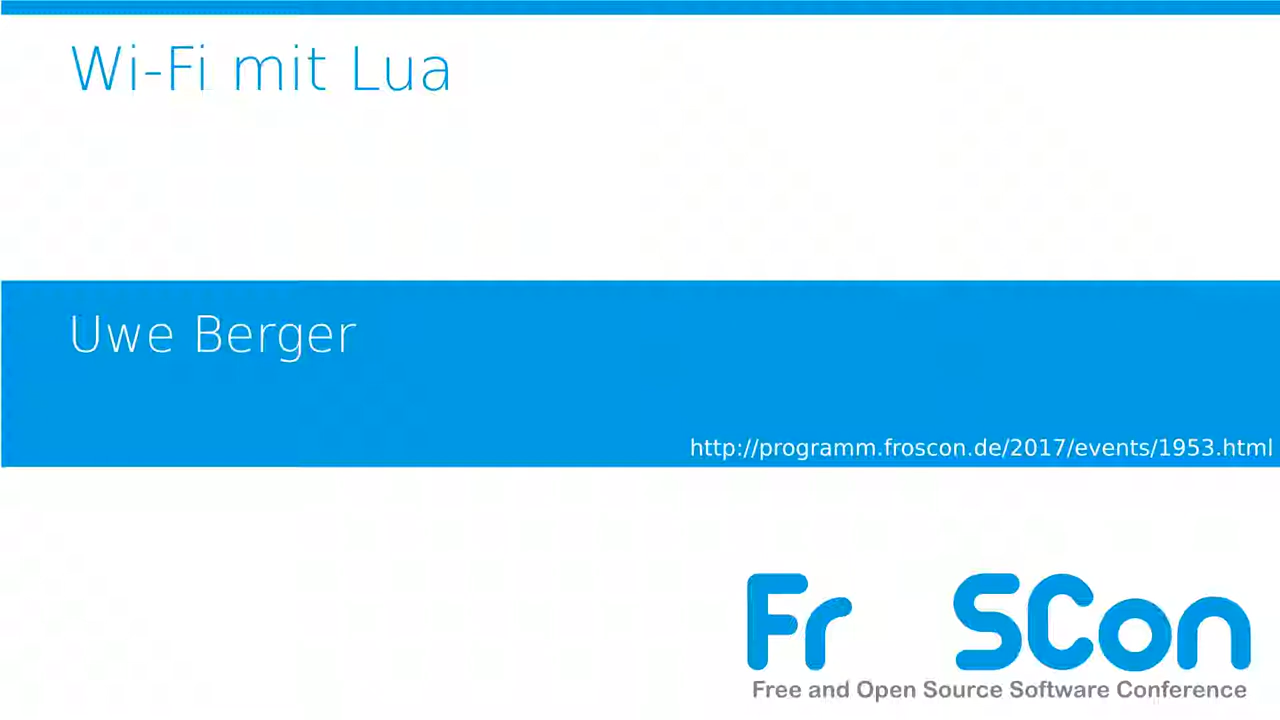 Wi-Fi mit Lua
Uwe Berger
http://programm.froscon.de/2017/events/1953.html
Fr SCon
Free and Open Source Software Conference